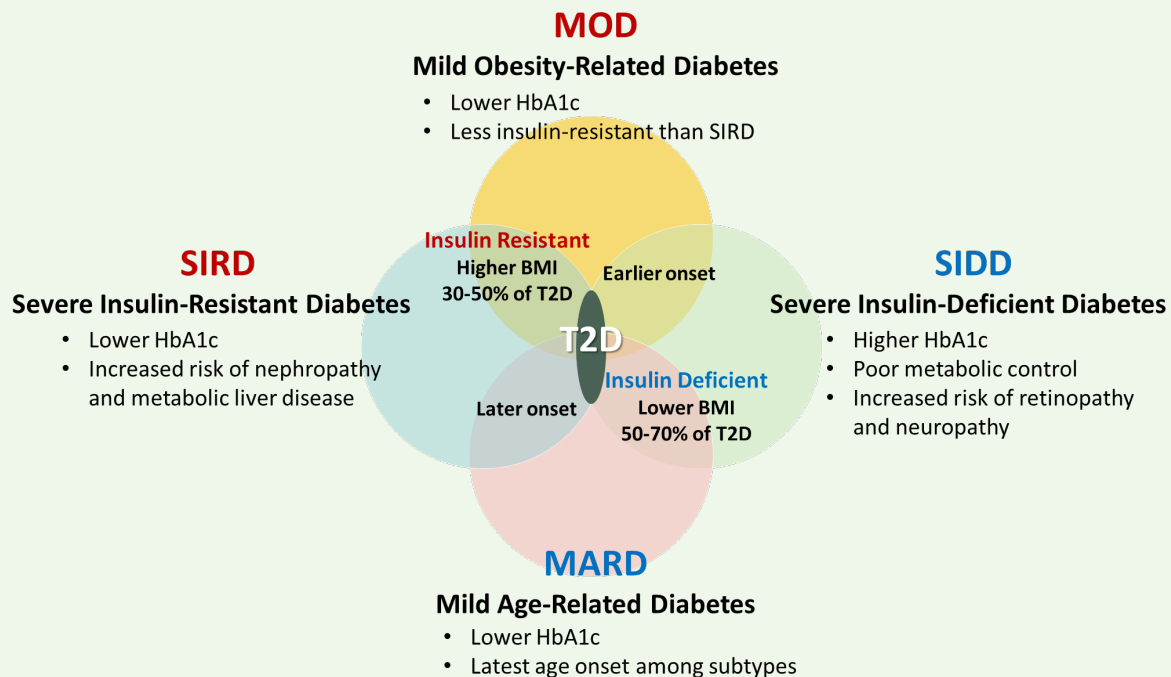 MOD
Mild Obesity-Related Diabetes
• Lower HbA1c
• Less insulin-resistant than SIRD
SIRD
Severe Insulin-Resistant Diabetes
• Lower HbA1c
• Increased risk of nephropathy
and metabolic liver disease
Insulin Resistant
Higher BMI
30-50% of T2D
Earlier onset
T2D
Later onset
Insulin Deficient
Lower BMI
50-70% of T2D
SIDD
Severe Insulin-Deficient Diabetes
• Higher HbA1c
• Poor metabolic control
• Increased risk of retinopathy
and neuropathy
MARD
Mild Age-Related Diabetes
• Lower HbA1c
• Latest age onset among subtypes